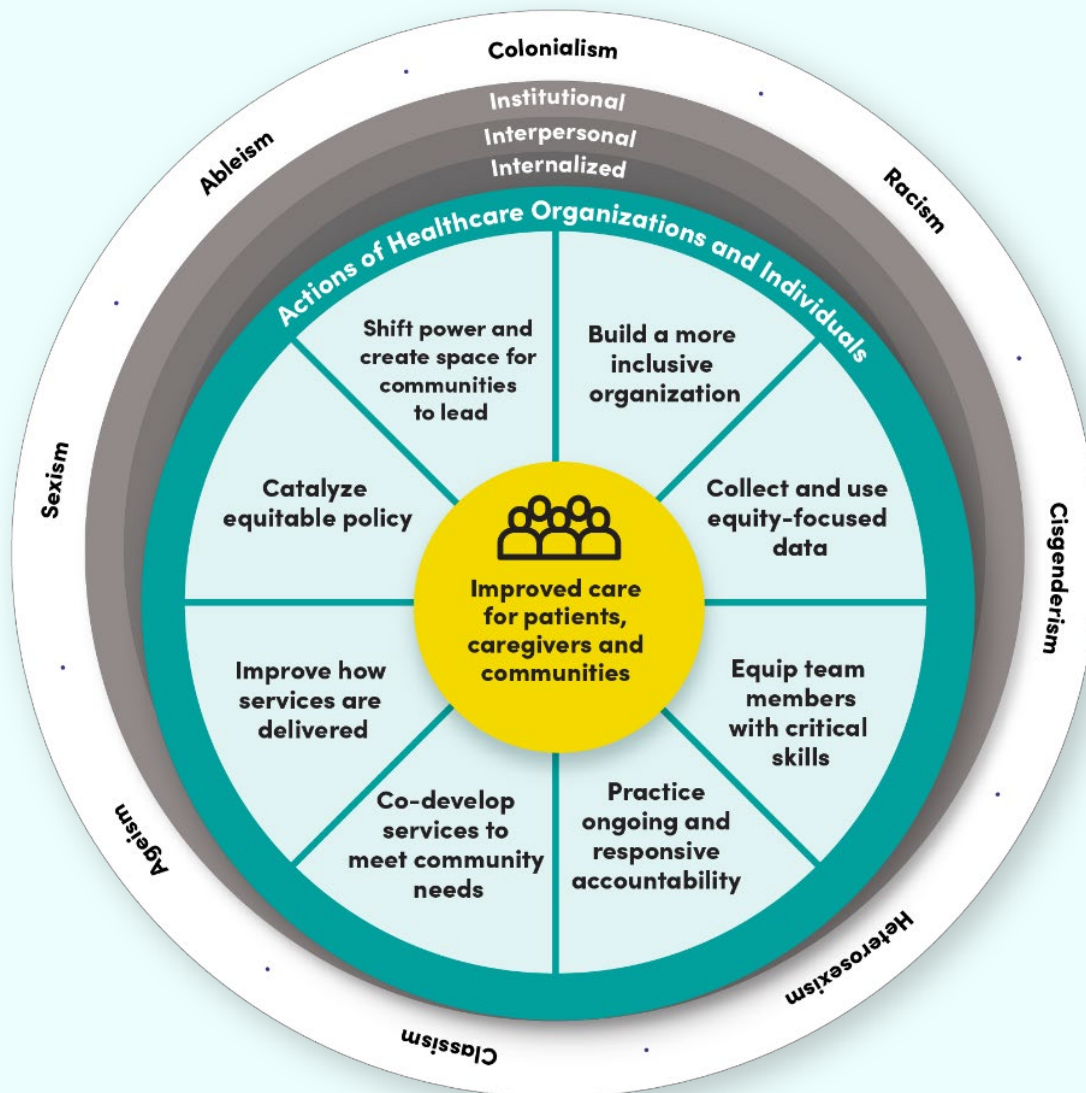 Colonialism
Racism
Cisgenderism
Heterosexism
Classism
Ageism
Sexism
Ableism
Institutional
Interpersonal
Internalized
Actions of Healthcare Organizations and Individuals
Shift power and
create space for
communities
to lead
Build a more
inclusive
organization
Collect and use
equity-focused
data
Equip team
members
with critical
skills
Practice
ongoing and
responsive
accountability
Co-develop
services to
meet community
needs
Improve how
services are
delivered
Catalyze
equitable policy
Improved care
for patients,
caregivers and
communities